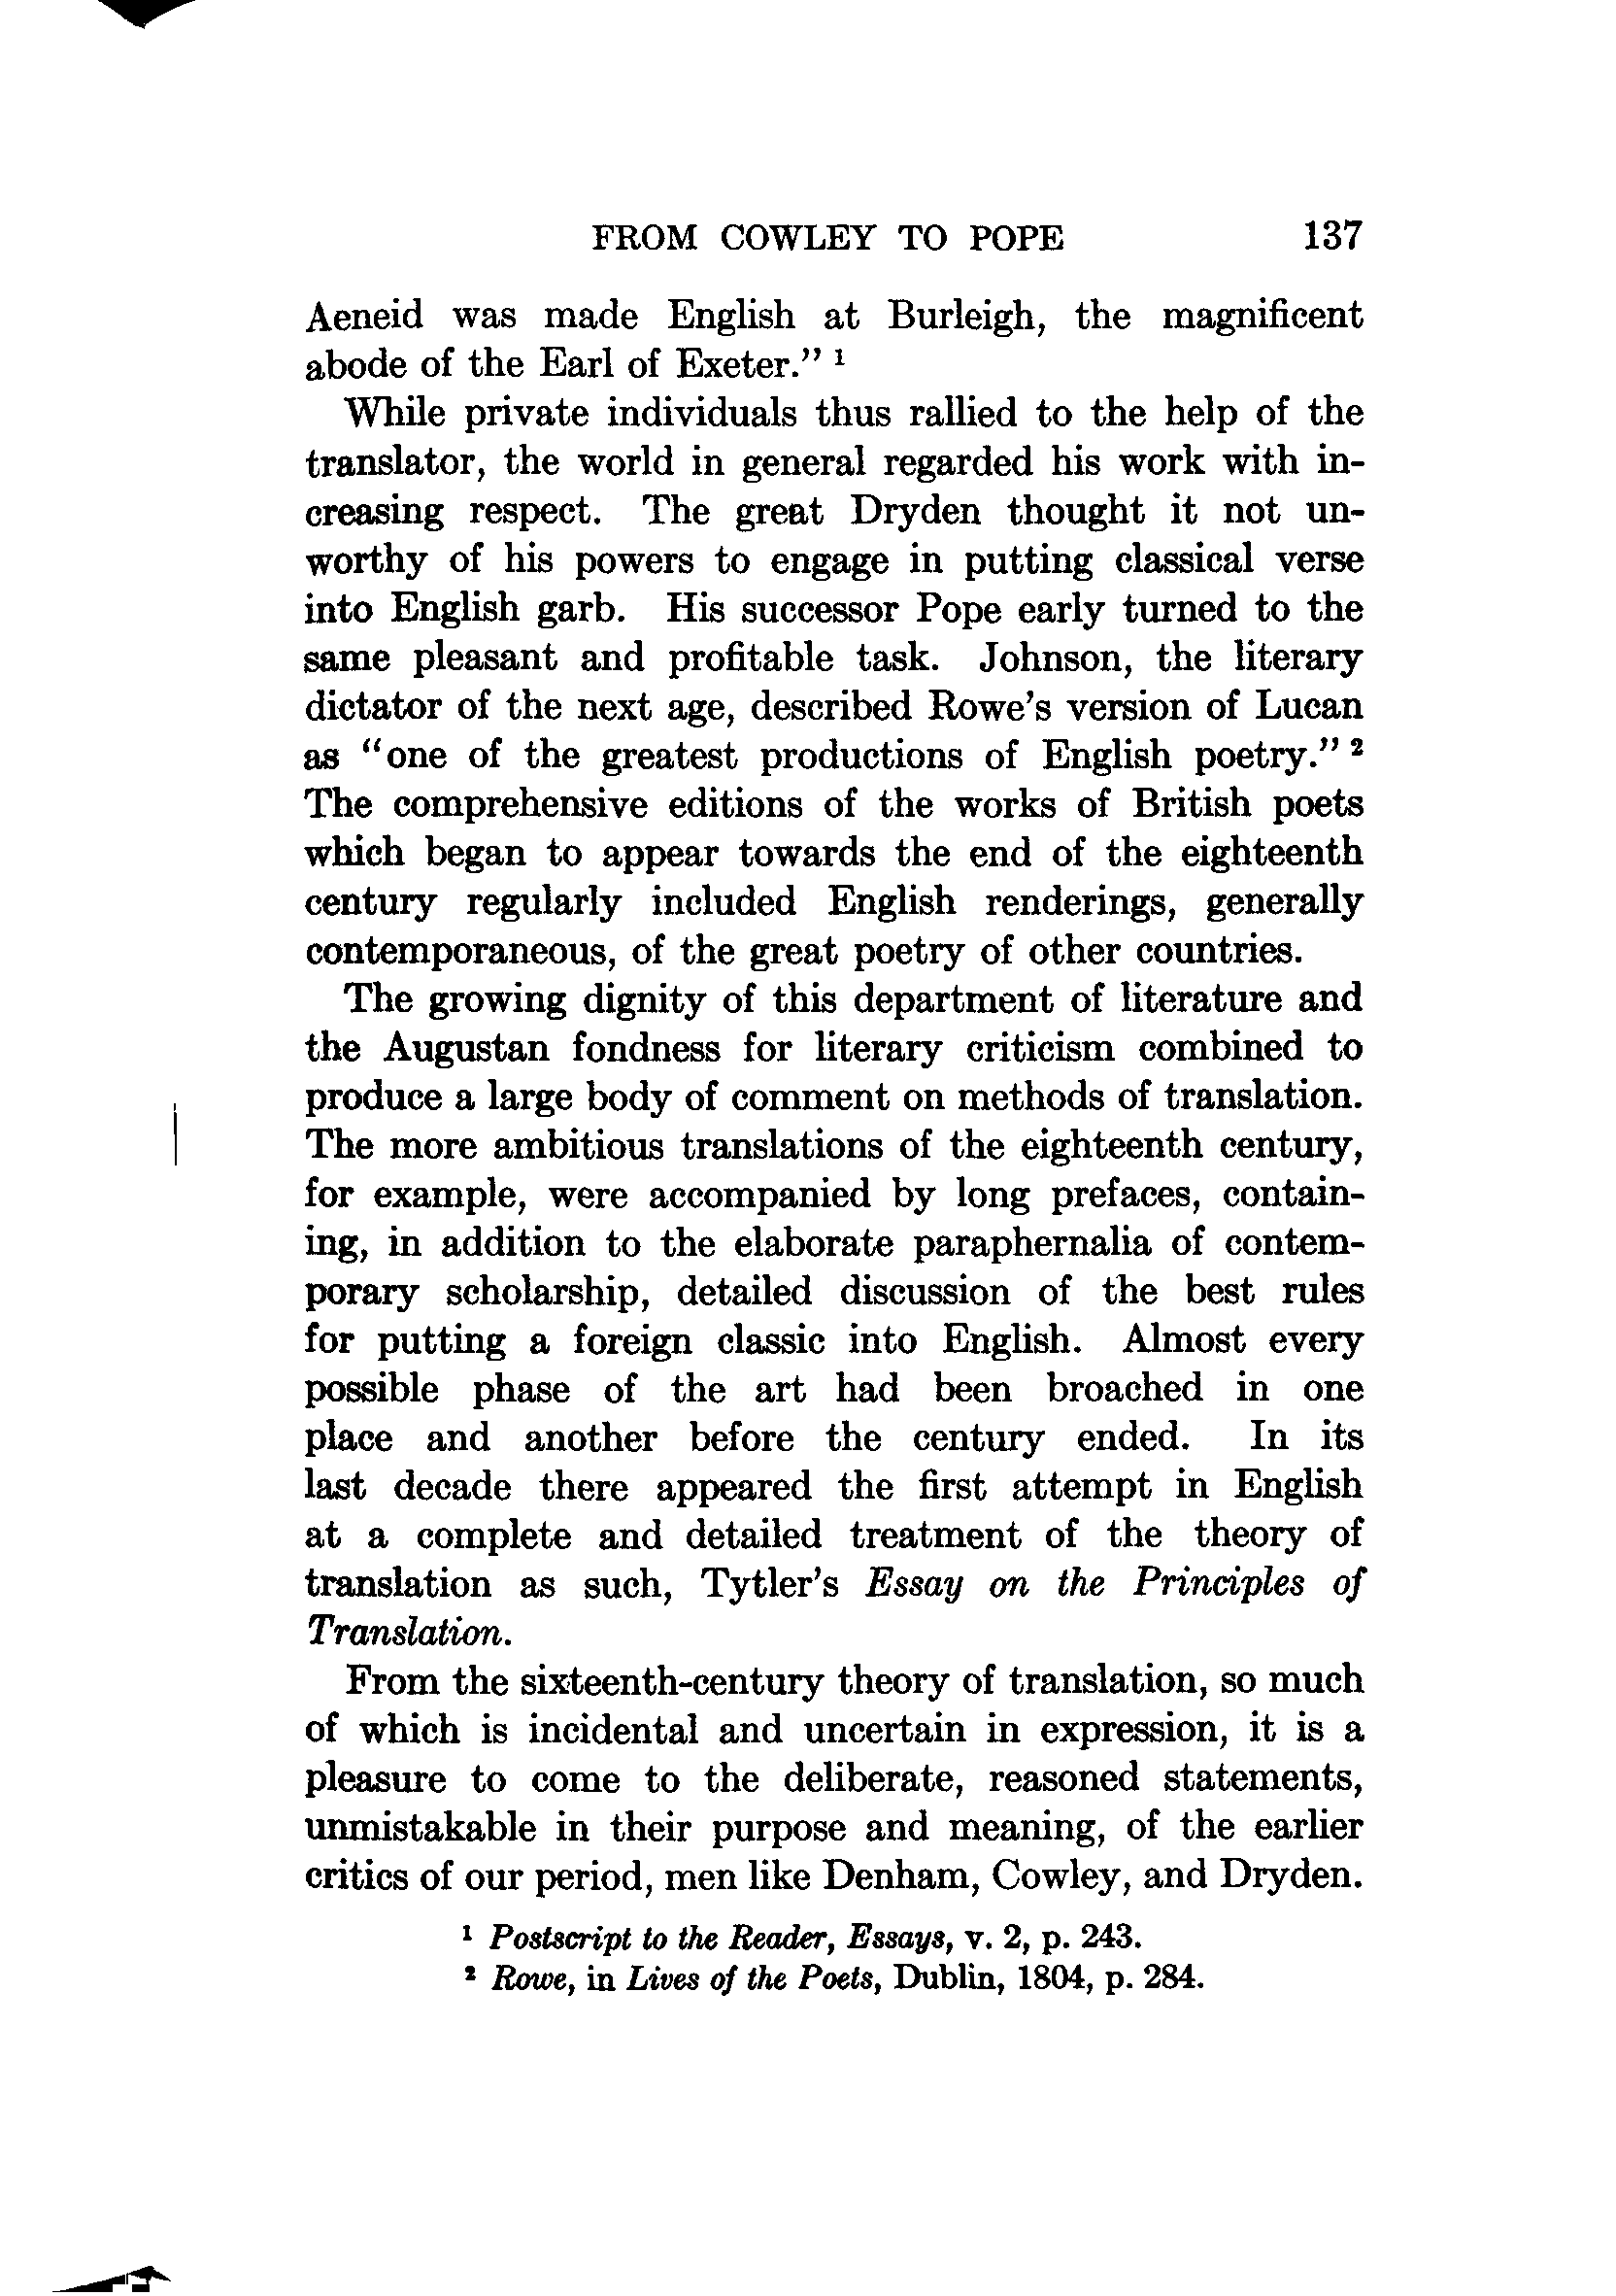 FROM COWLEY TO POPE 137
Aeneid was made English at Burleigh, the magnificent
abode of the Earl of Exeter.” ¹
While private individuals thus rallied to the help of the
translator, the world in general regarded his work with in-
creasing respect. The great Dryden thought it not un-
worthy of his powers to engage in putting classical verse
into English garb. His successor Pope early turned to the
same pleasant and profitable task. Johnson, the literary
dictator of the next age, described Rowe’s version of Lucan
as “one of the greatest productions of English poetry.” ²
The comprehensive editions of the works of British poets
which began to appear towards the end of the eighteenth
century regularly included English renderings, generally
contemporaneous, of the great poetry of other countries.
The growing dignity of this department of literature and
the Augustan fondness for literary criticism combined to
produce a large body of comment on methods of translation.
The more ambitious translations of the eighteenth century,
for example, were accompanied by long prefaces, contain-
ing, in addition to the elaborate paraphernalia of contem-
porary scholarship, detailed discussion of the best rules
for putting a foreign classic into English. Almost every
possible phase of the art had been broached in one
place and another before the century ended. In its
last decade there appeared the first attempt in English
at a complete and detailed treatment of the theory of
translation as such, Tytler’s Essay on the Principles of
Translation.
From the sixteenth-century theory of translation, so much
of which is incidental and uncertain in expression, it is a
pleasure to come to the deliberate, reasoned statements,
unmistakable in their purpose and meaning, of the earlier
critics of our period, men like Denham, Cowley, and Dryden.
¹ Postscript to the Reader, Essays, v. 2, p. 243.
² Rowe, in Lives of the Poets, Dublin, 1804, p. 284.